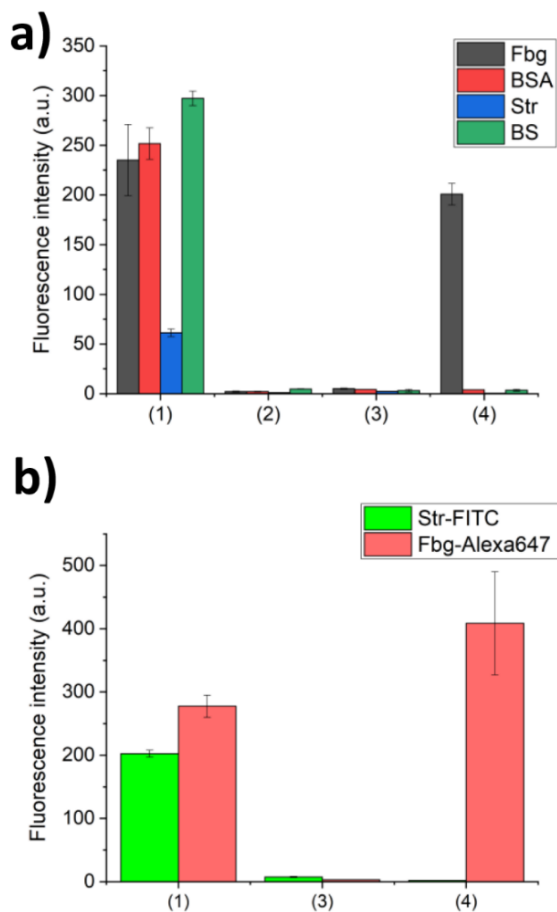 a)
350
300
250
200
150
100
50
0
Fluorescence intensity (a.u.)
Fbg
BSA
Str
BS
(1) (2) (3) (4)
b)
500
400
300
200
100
0
Fluorescence intensity (a.u.)
Str-FITC
Fbg-Alexa647
(1) (3) (4)